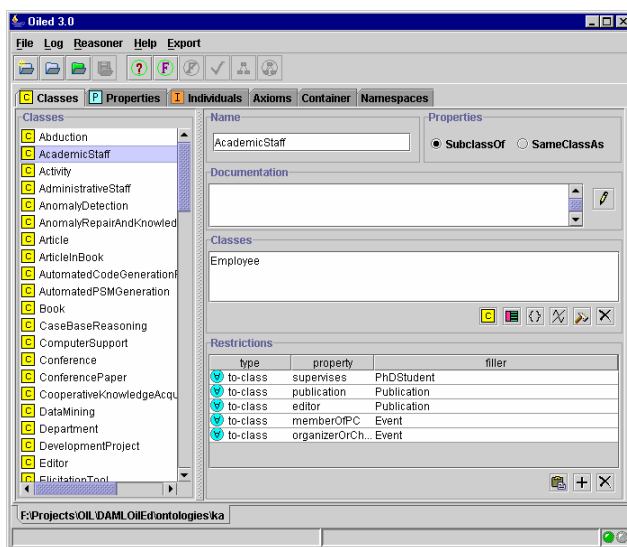 Oiled 3.0
File Log Reasoner Help Export
C Classes P Properties I Individuals Axioms Container Namespaces
Classes
C Abduction
C AcademicStaff
C Activity
C AdministrativeStaff
C AnomalyDetection
C AnomalyRepairAndKnowled
C Article
C ArticleInBook
C AutomatedCodeGenerationF
C AutomatedPSMGeneration
C Book
C CaseBaseReasoning
C ComputerSupport
C Conference
C ConferencePaper
C CooperativeKnowledgeAcqu
C DataMining
C Department
C DevelopmentProject
C Editor
C ElicitationTool
Name
AcademicStaff
Properties
SubclassOf SameClassAs
Documentation
Classes
Employee
C {}
Restrictions
type property filler
∀ to-class supervises PhDStudent
∀ to-class publication Publication
∀ to-class editor Publication
∀ to-class memberOfPC Event
∀ to-class organizerOrCh... Event
F:\Projects\OIL\DAMLOilEd\ontologies\ka